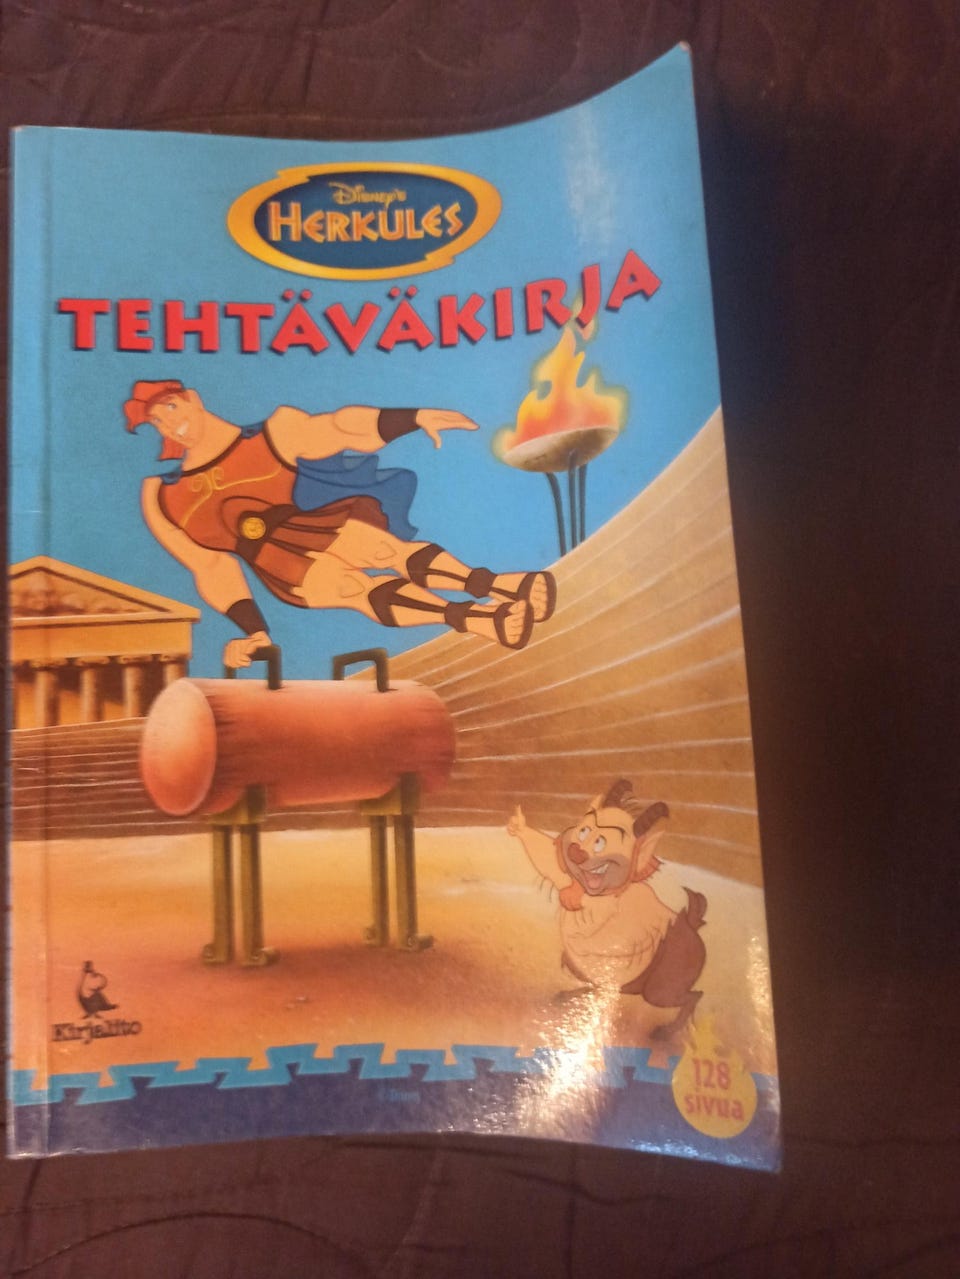 Disney's
HERKULES
TEHTÄVÄKIRJA
Kirjalito
128
sivua